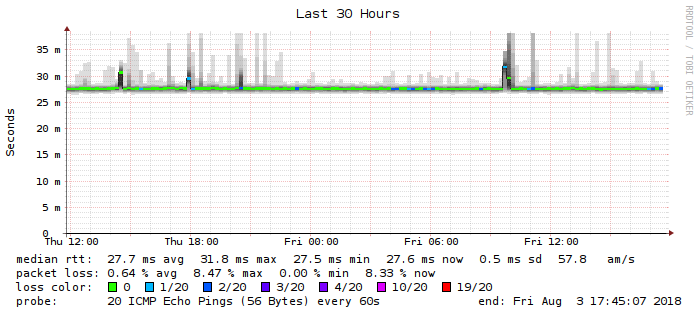 Last 30 Hours
RRDTOOL / TOBI OETIKER
Seconds
35 m
30 m
25 m
20 m
15 m
10 m
5 m
0
Thu 12:00 Thu 18:00 Fri 00:00 Fri 06:00 Fri 12:00
median rtt: 27.7 ms avg 31.8 ms max 27.5 ms min 27.6 ms now 0.5 ms sd 57.8 am/s
packet loss: 0.64 % avg 8.47 % max 0.00 % min 8.33 % now
loss color: 0 1/20 2/20 3/20 4/20 10/20 19/20
probe: 20 ICMP Echo Pings (56 Bytes) every 60s end: Fri Aug 3 17:45:07 2018